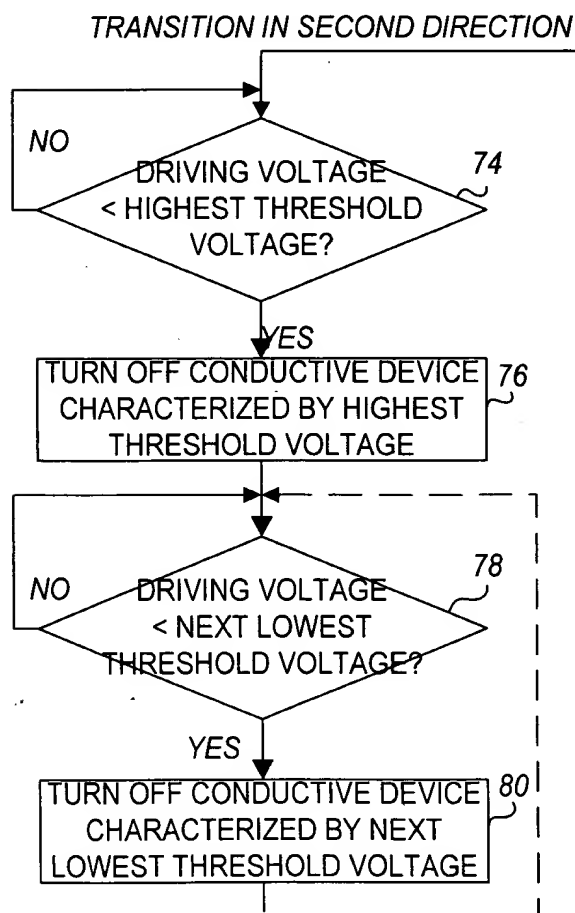 TRANSITION IN SECOND DIRECTION
NO
DRIVING VOLTAGE
< HIGHEST THRESHOLD
VOLTAGE?
74
YES
TURN OFF CONDUCTIVE DEVICE
CHARACTERIZED BY HIGHEST
THRESHOLD VOLTAGE
76
NO
DRIVING VOLTAGE
< NEXT LOWEST
THRESHOLD VOLTAGE?
78
YES
TURN OFF CONDUCTIVE DEVICE
CHARACTERIZED BY NEXT
LOWEST THRESHOLD VOLTAGE
80